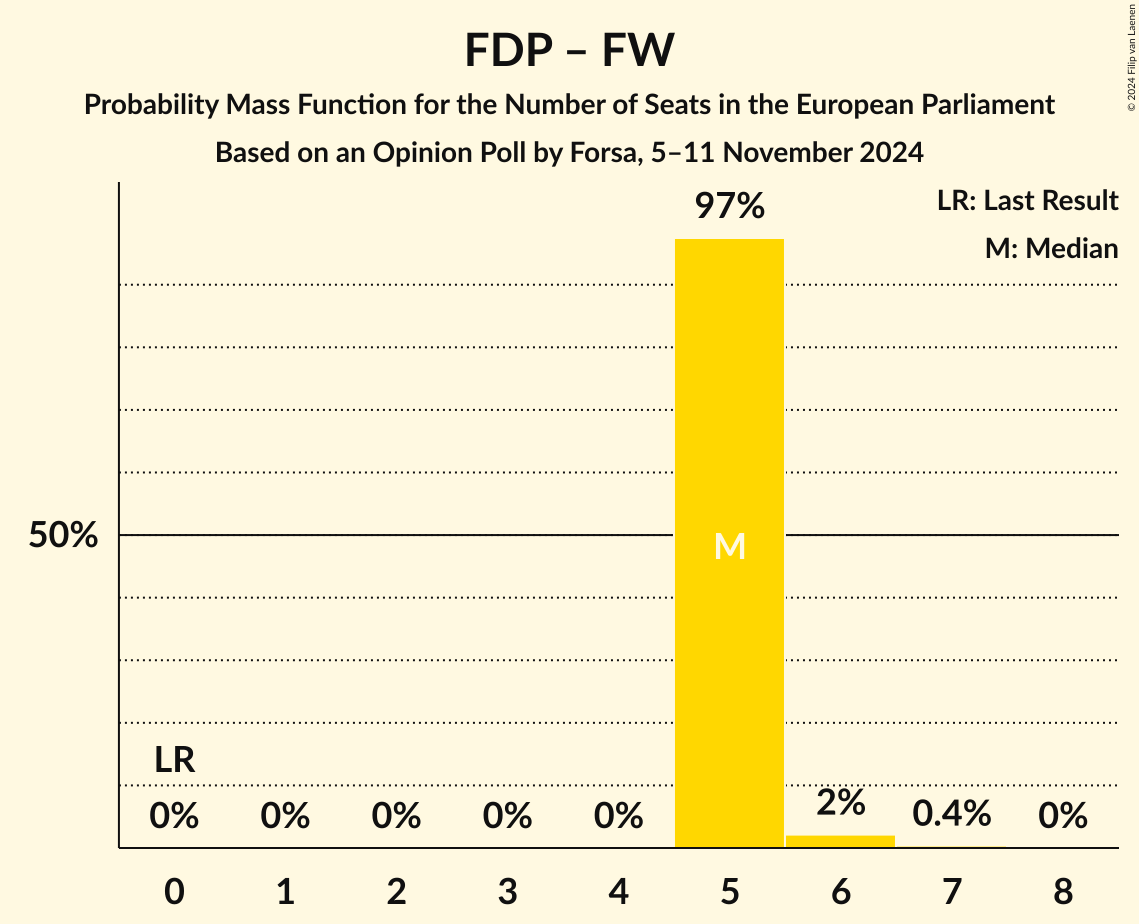 FDP – FW
Probability Mass Function for the Number of Seats in the European Parliament
Based on an Opinion Poll by Forsa, 5–11 November 2024
© 2024 Filip van Laenen
LR: Last Result
M: Median
97%
50%
M
LR
0% 0% 0% 0% 0% 2% 0.4% 0%
0 1 2 3 4 5 6 7 8